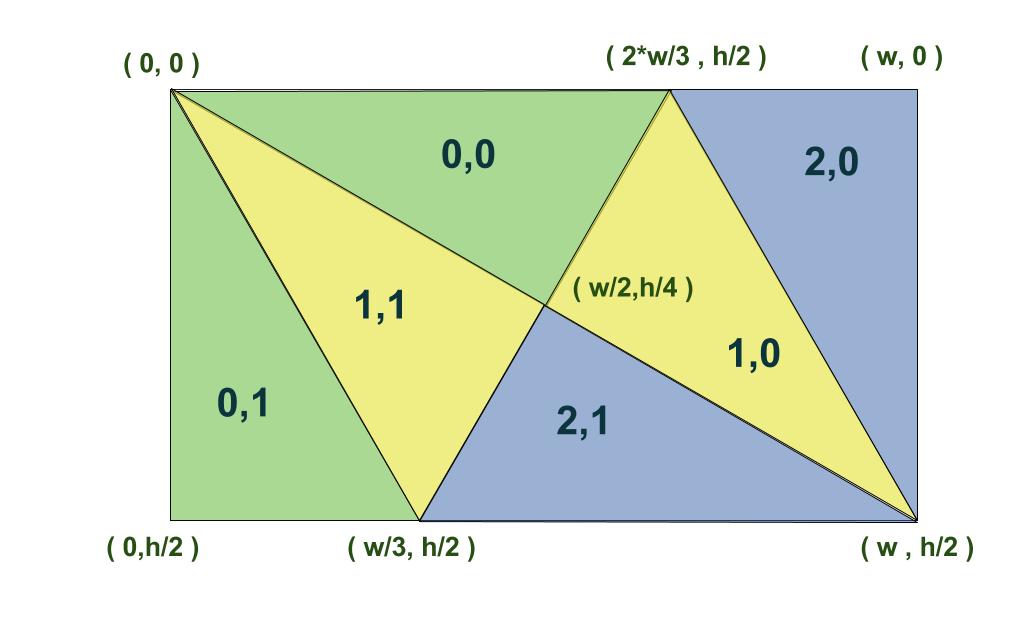 ( 0, 0 )
( 2*w/3 , h/2 )
( w, 0 )
0,0
2,0
( w/2,h/4 )
1,1
1,0
0,1
2,1
( 0,h/2 )
( w/3, h/2 )
( w , h/2 )